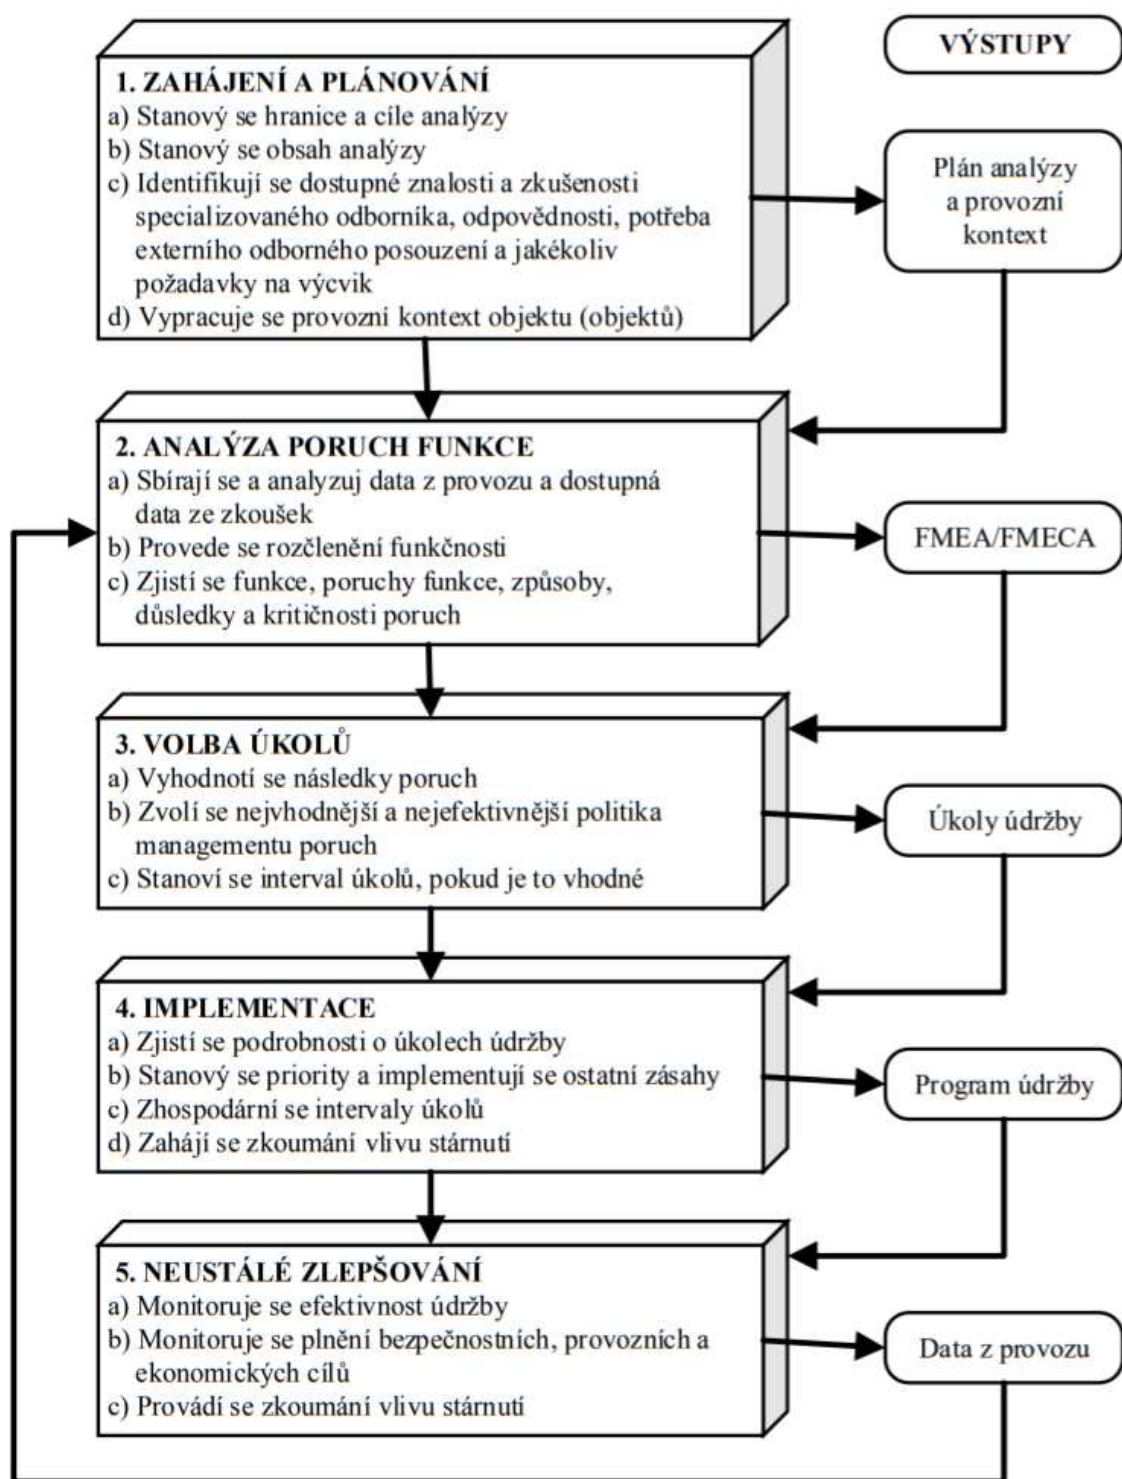 VÝSTUPY
1. ZAHÁJENÍ A PLÁNOVÁNÍ
a) Stanový se hranice a cíle analýzy
b) Stanový se obsah analýzy
c) Identifikují se dostupné znalosti a zkušenosti
specializovaného odborníka, odpovědnosti, potřeba
externího odborného posouzení a jakékoliv
požadavky na výcvik
d) Vypracuje se provozní kontext objektu (objektů)
Plán analýzy
a provozní
kontext
2. ANALÝZA PORUCH FUNKCE
a) Sbírají se a analyzuj data z provozu a dostupná
data ze zkoušek
b) Provede se rozčlenění funkčnosti
c) Zjistí se funkce, poruchy funkce, způsoby,
důsledky a kritičnosti poruch
FMEA/FMECA
3. VOLBA ÚKOLŮ
a) Vyhodnotí se následky poruch
b) Zvolí se nejvhodnější a nejefektivnější politika
managementu poruch
c) Stanoví se interval úkolů, pokud je to vhodné
Úkoly údržby
4. IMPLEMENTACE
a) Zjistí se podrobnosti o úkolech údržby
b) Stanový se priority a implementují se ostatní zásahy
c) Zhospodární se intervaly úkolů
d) Zahájí se zkoumání vlivu stárnutí
Program údržby
5. NEUSTÁLÉ ZLEPŠOVÁNÍ
a) Monitoruje se efektivnost údržby
b) Monitoruje se plnění bezpečnostních, provozních a
ekonomických cílů
c) Provádí se zkoumání vlivu stárnutí
Data z provozu